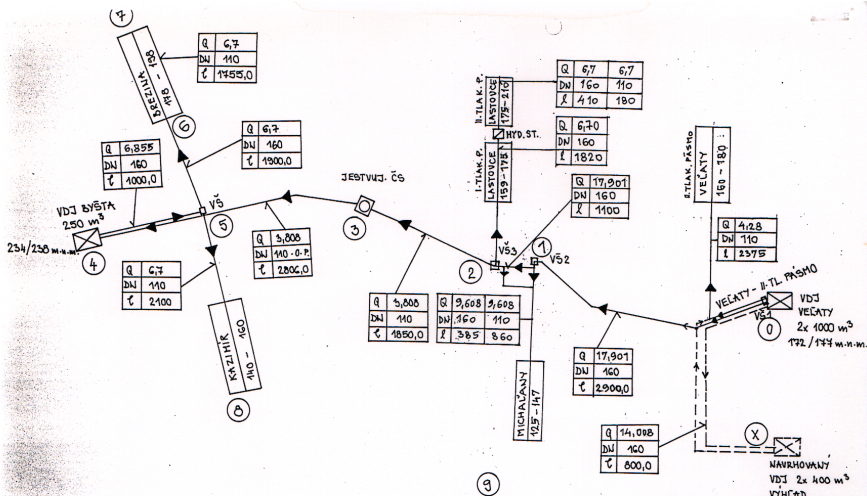 7
BREZINA
178 - 198
Q 6,7
DN 110
ℓ 1755,0
6
Q 6,7
DN 160
ℓ 1900,0
Q 6,855
DN 160
ℓ 1000,0
VDJ BYŠTA
250 m³
234/238 m.n.m.
4
VŠ
5
Q 6,7
DN 110
ℓ 2100
KAZIMÍR
140 - 160
8
Q 3,808
DN 110-O.P.
ℓ 2806,0
JESTVUJ. ČS
3
Q 3,808
DN 110
ℓ 1850,0
II.TLAK.P.
LASTOVCE
175-210
HYD.ST.
I.TLAK.P.
LASTOVCE
159-175
Q 6,7 6,7
DN 160 110
ℓ 410 180
Q 6,70
DN 160
ℓ 1820
Q 17,901
DN 160
ℓ 1100
VŠ3
2
1
VŠ2
Q 9,608 9,608
DN 160 110
ℓ 385 860
MICHAĽANY
125-147
9
Q 17,901
DN 160
ℓ 2900,0
II.TLAK.PÁSMO
VEĽATY
160-180
Q 4,28
DN 110
ℓ 2375
VEĽATY - II.TL. PÁSMO
VŠ1
0
VDJ
VEĽATY
2x 1000 m³
172/177 m.n.m.
Q 14,008
DN 160
ℓ 800,0
X
NAVRHOVANÝ
VDJ 2x 400 m³
VÝHĽAD